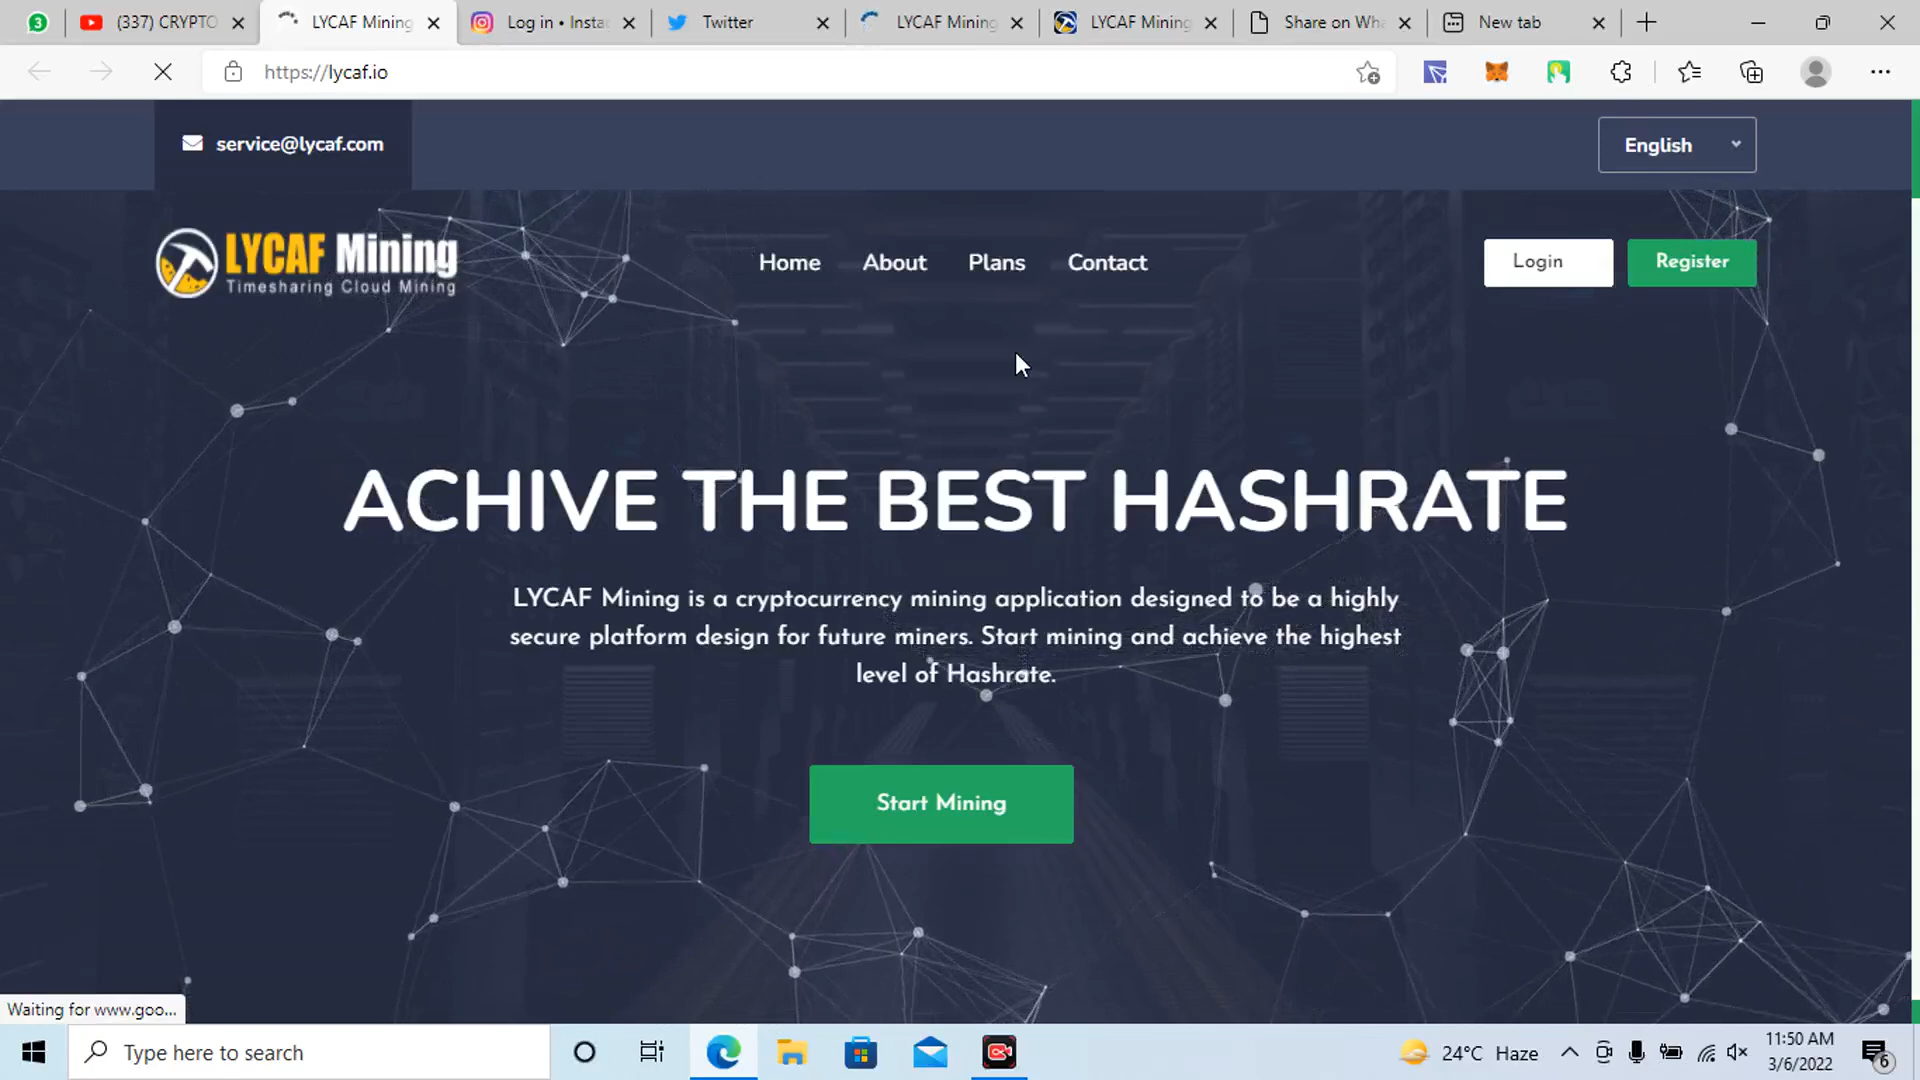 (337) CRYPTO
LYCAF Mining
Log in • Insta
Twitter
LYCAF Mining
LYCAF Mining
Share on Wha
New tab
https://lycaf.io
service@lycaf.com
English
LYCAF Mining
Timesharing Cloud Mining
Home
About
Plans
Contact
Login
Register
ACHIVE THE BEST HASHRATE
LYCAF Mining is a cryptocurrency mining application designed to be a highly
secure platform design for future miners. Start mining and achieve the highest
level of Hashrate.
Start Mining
Waiting for www.goo...
Type here to search
24°C Haze
11:50 AM
3/6/2022
6